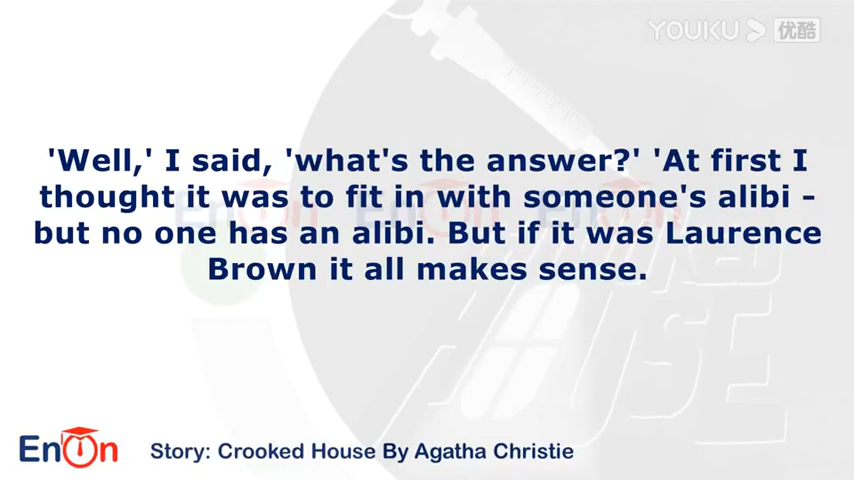 YOUKU 优酷
'Well,' I said, 'what's the answer?' 'At first I
thought it was to fit in with someone's alibi -
but no one has an alibi. But if it was Laurence
Brown it all makes sense.
HOUSE
EnOn
Story: Crooked House By Agatha Christie